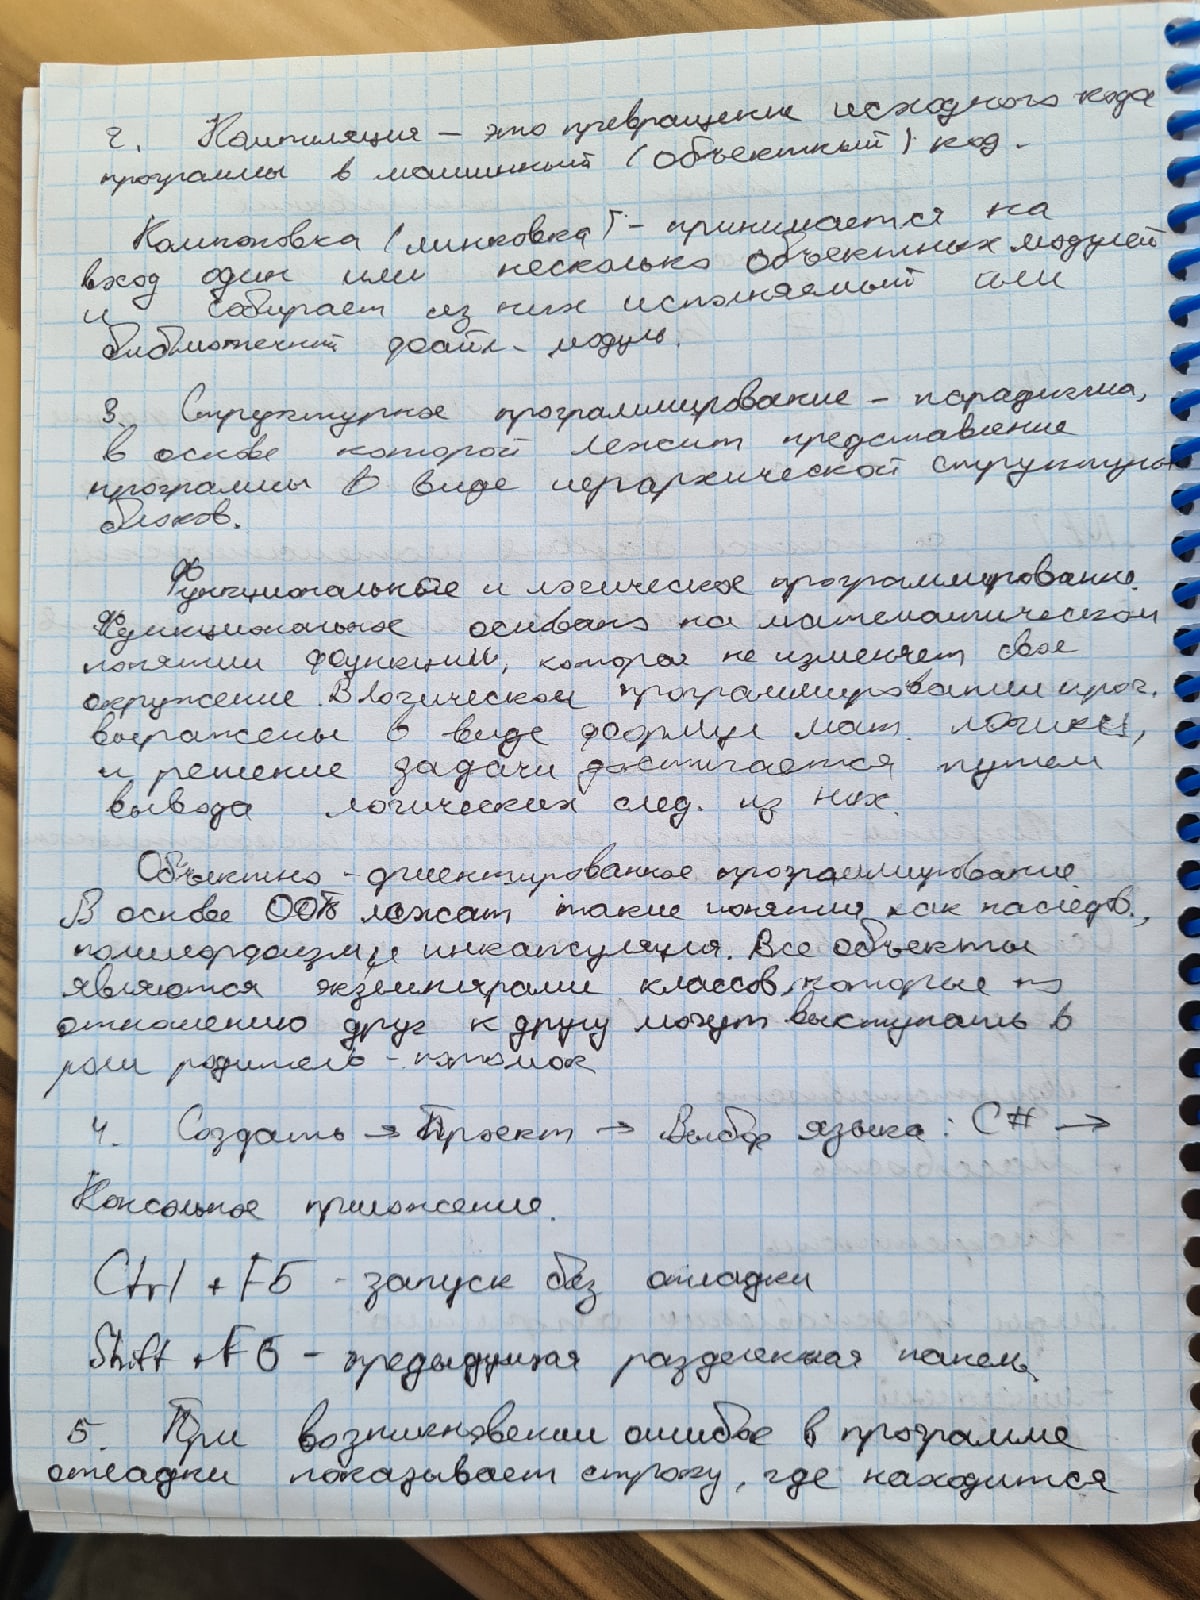 2. Компиляция – это превращение исходного кода
программы в машинный (объектный) код.
Компоновка (линковка) – принимается на
вход один или несколько объектных модулей
и собирает из них исполняемый или
библиотечный файл-модуль.
3. Структурное программирование – парадигма,
в основе которой лежит представление
программы в виде иерархической структуры
блоков.
Функциональное и логическое программирование.
Функциональное основано на математическом
понятии функции, которая не изменяет свое
окружение. В логическом программировании прог.
выражены в виде формул мат. логики,
и решение задачи достигается путем
вывода логических след. из них.
Объектно-ориентированное программирование
В основе ООП лежат такие понятия как наследов.,
полиморфизм и инкапсуляция. Все объекты
являются экземплярами классов, которые по
отношению друг к другу могут выступать в
роли родитель-потомок
4. Создать → Проект → Выбор языка: C# →
Консольное приложение.
Ctrl + F5 - запуск без отладки
Shift + F6 – предыдущая разделенная панель
5. При возникновении ошибок в программе
отладки показывает строку, где находится